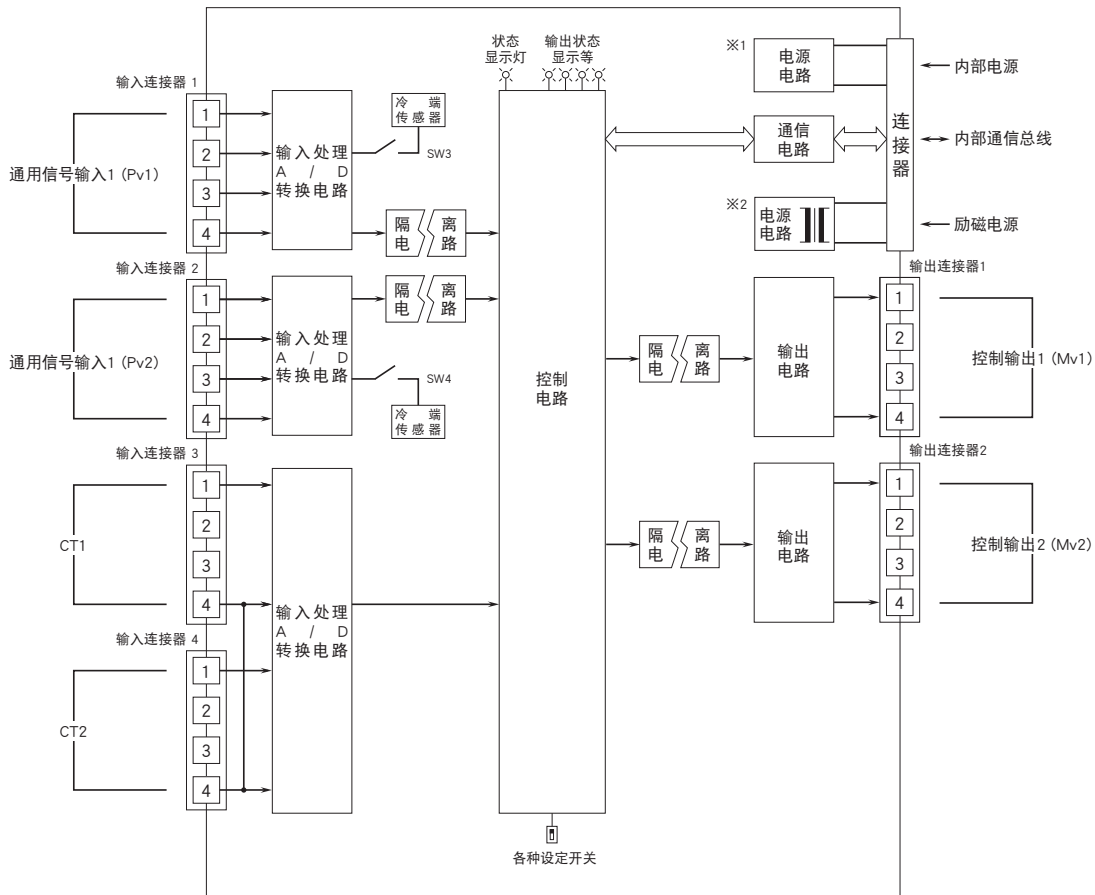 状态
显示灯
输出状态
显示等
※1
电源
电路
内部电源
输入连接器 1
1
2
3
4
通用信号输入1 (Pv1)
输入处理
A / D
转换电路
冷 端
传感器
SW3
隔
电
离
路
通信
电路
连
接
器
内部通信总线
※2
电源
电路
励磁电源
输入连接器 2
1
2
3
4
通用信号输入1 (Pv2)
输入处理
A / D
转换电路
隔
电
离
路
SW4
冷 端
传感器
控制
电路
隔
电
离
路
输出
电路
输出连接器1
1
2
3
4
控制输出1 (Mv1)
输入连接器 3
1
2
3
4
CT1
输入处理
A / D
转换电路
隔
电
离
路
输出
电路
输出连接器2
1
2
3
4
控制输出2 (Mv2)
输入连接器 4
1
2
3
4
CT2
各种设定开关